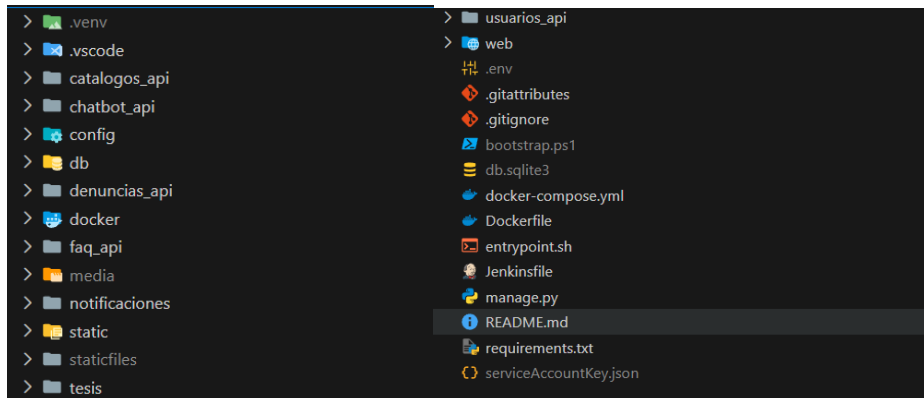 .venv
.vscode
catalogos_api
chatbot_api
config
db
denuncias_api
docker
faq_api
media
notificaciones
static
staticfiles
tesis
usuarios_api
web
.env
.gitattributes
.gitignore
bootstrap.ps1
db.sqlite3
docker-compose.yml
Dockerfile
entrypoint.sh
Jenkinsfile
manage.py
README.md
requirements.txt
serviceAccountKey.json